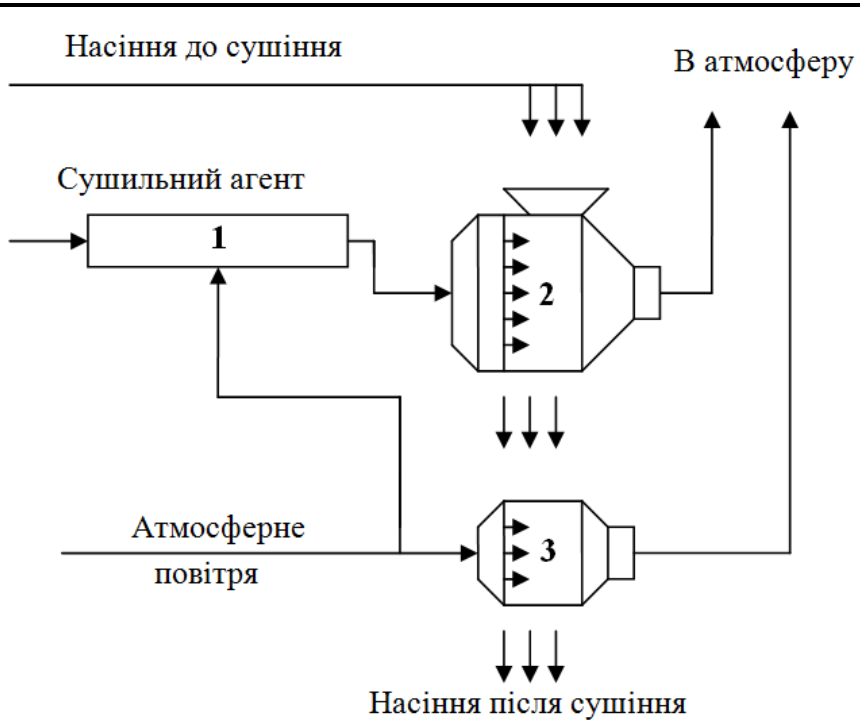 Насіння до сушіння
В атмосферу
Сушильний агент
1
2
Атмосферне
повітря
3
Насіння після сушіння